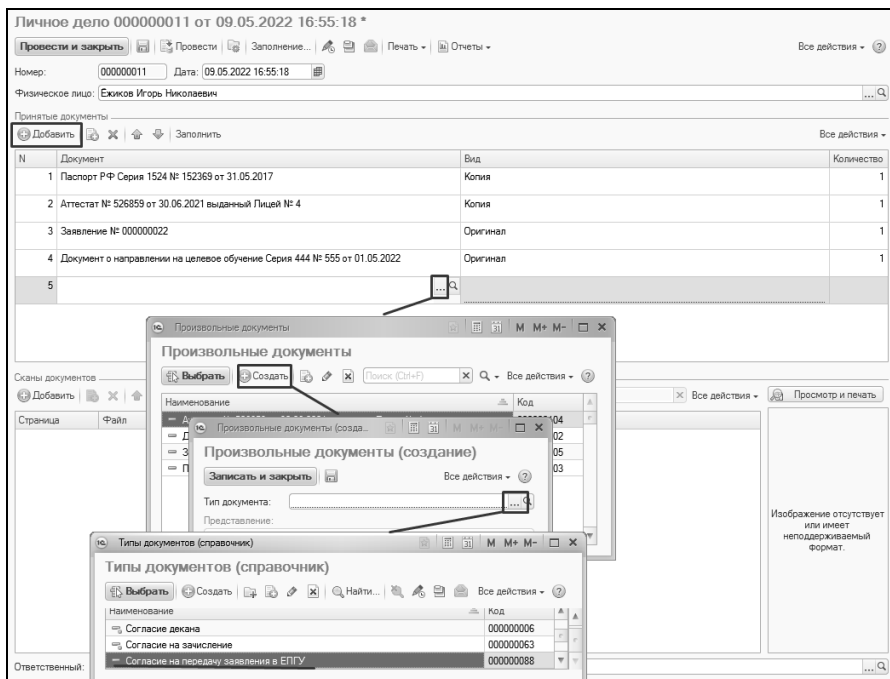 Личное дело 000000011 от 09.05.2022 16:55:18 *
Провести и закрыть Провести Заполнение... Печать Отчеты Все действия
Номер: 000000011 Дата: 09.05.2022 16:55:18
Физическое лицо: Ёжиков Игорь Николаевич
Принятые документы
Добавить Заполнить Все действия
N Документ Вид Количество
1 Паспорт РФ Серия 1524 № 152369 от 31.05.2017 Копия 1
2 Аттестат № 526859 от 30.06.2021 выданный Лицей № 4 Копия 1
3 Заявление № 000000022 Оригинал 1
4 Документ о направлении на целевое обучение Серия 444 № 555 от 01.05.2022 Оригинал 1
5 ...
Произвольные документы M M+ M-
Произвольные документы
Выбрать Создать Поиск (Ctrl+F) Все действия ?
Наименование Код
Сканы документов
Добавить Все действия Просмотр и печать
Страница Файл
04
02
05
03
Произвольные документы (созда... M M+ M-
Произвольные документы (создание)
Записать и закрыть Все действия ?
Тип документа: ...
Представление:
Изображение отсутствует
или имеет
неподдерживаемый
формат.
Типы документов (справочник) M M+ M-
Типы документов (справочник)
Выбрать Создать Найти... Все действия ?
Наименование Код
Согласие декана 000000006
Согласие на зачисление 000000063
Согласие на передачу заявления в ЕПГУ 000000088
Ответственный: ...